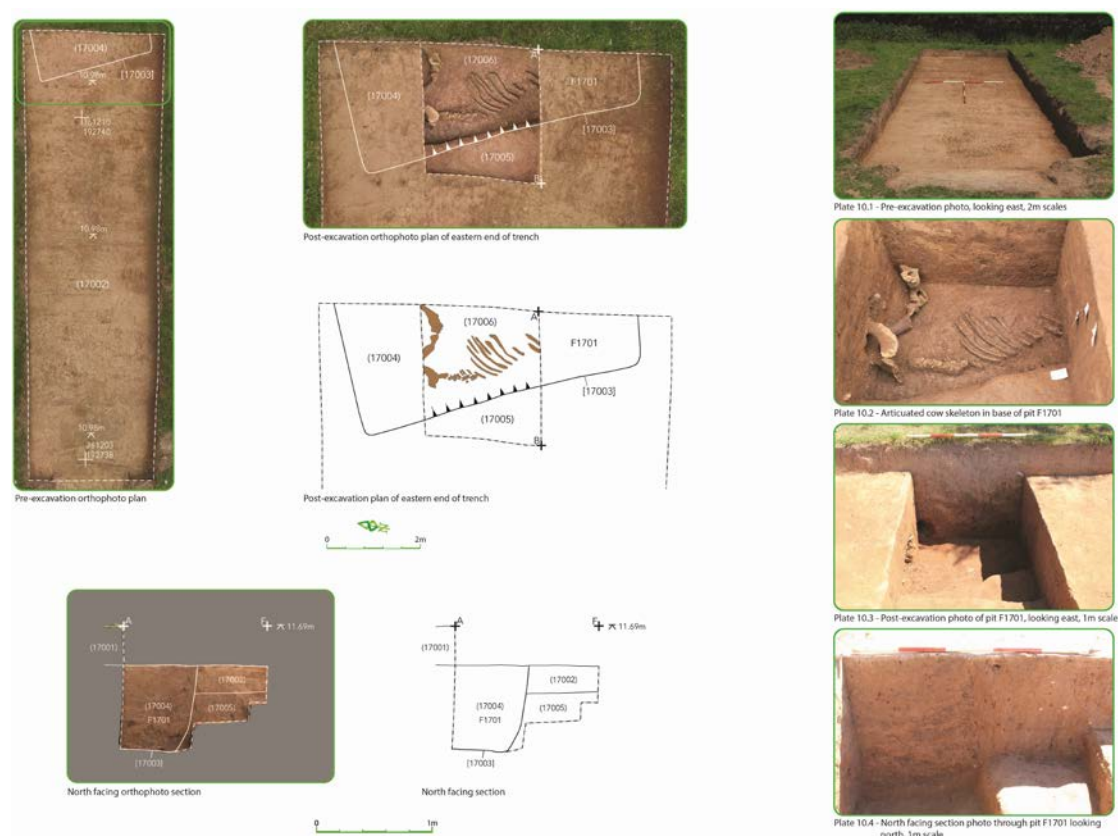 (17004)
10.98m
[17003]
192740
10.98m
(17002)
10.98m
Pre-excavation orthophoto plan
A
(17006)
(17004)
F1701
[17003]
(17005)
B
Post-excavation orthophoto plan of eastern end of trench
A
(17006)
(17004)
F1701
[17003]
(17005)
B
Post-excavation plan of eastern end of trench
0 2m
A
11.69m
(17001)
(17002)
(17004)
F1701
(17005)
[17003]
North facing orthophoto section
A
11.69m
(17001)
(17002)
(17004)
F1701
(17005)
[17003]
North facing section
0 1m
Plate 10.1 - Pre-excavation photo, looking east, 2m scales
Plate 10.2 - Articuated cow skeleton in base of pit F1701
Plate 10.3 - Post-excavation photo of pit F1701, looking east, 1m scale
Plate 10.4 - North facing section photo through pit F1701 looking
north, 1m scale